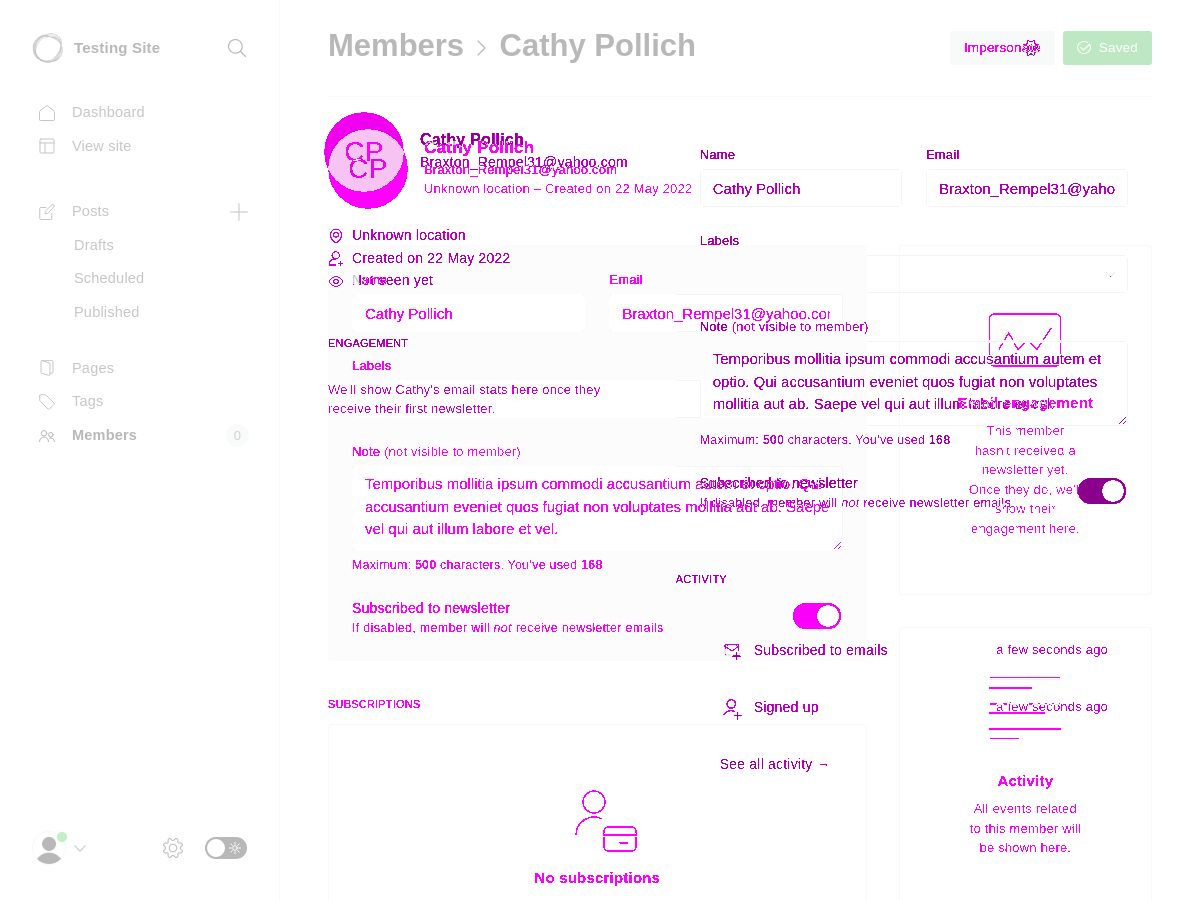 Testing Site
Members > Cathy Pollich
Impersonate
Saved
Dashboard
View site
Posts
Drafts
Scheduled
Published
Pages
Tags
Members
0
CP
CP
Cathy Pollich
Cathy Pollich
Braxton_Rempel31@yahoo.com
Braxton_Rempel31@yahoo.com
Unknown location – Created on 22 May 2022
Name
Email
Cathy Pollich
Braxton_Rempel31@yaho
Unknown location
Created on 22 May 2022
Not seen yet
Labels
Email
Cathy Pollich
Braxton_Rempel31@yahoo.cor
Note (not visible to member)
ENGAGEMENT
Labels
We'll show Cathy's email stats here once they
receive their first newsletter.
Temporibus mollitia ipsum commodi accusantium autem et
optio. Qui accusantium eveniet quos fugiat non voluptates
mollitia aut ab. Saepe vel qui aut illum labore et vel.
Email engagement
This member
hasn't received a
newsletter yet.
Once they do, we'll
show their
engagement here.
Maximum: 500 characters. You've used 168
Note (not visible to member)
Temporibus mollitia ipsum commodi accusantium autem et optio. Qui
accusantium eveniet quos fugiat non voluptates mollitia aut ab. Saepe
vel qui aut illum labore et vel.
Subscribed to newsletter
If disabled, member will not receive newsletter emails
Maximum: 500 characters. You've used 168
ACTIVITY
Subscribed to newsletter
If disabled, member will not receive newsletter emails
Subscribed to emails
a few seconds ago
Signed up
a few seconds ago
SUBSCRIPTIONS
See all activity →
Activity
All events related
to this member will
be shown here.
No subscriptions